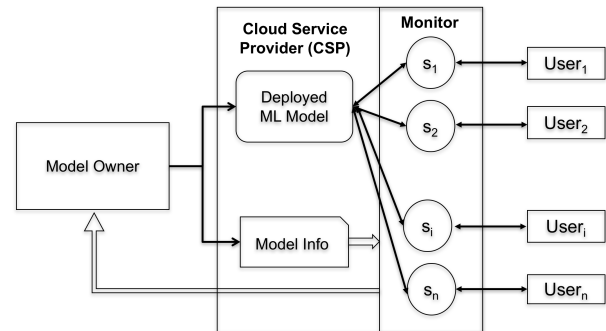 Cloud Service
Provider (CSP)
Monitor
Deployed
ML Model
Model Owner
Model Info
s₁
s₂
sᵢ
sₙ
User₁
User₂
Userᵢ
Userₙ